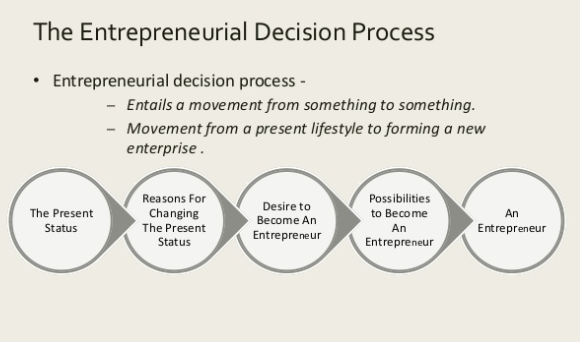 The Entrepreneurial Decision Process
• Entrepreneurial decision process -
– Entails a movement from something to something.
– Movement from a present lifestyle to forming a new
enterprise .
The Present
Status
Reasons For
Changing
The Present
Status
Desire to
Become An
Entrepreneur
Possibilities
to Become
An
Entrepreneur
An
Entrepreneur